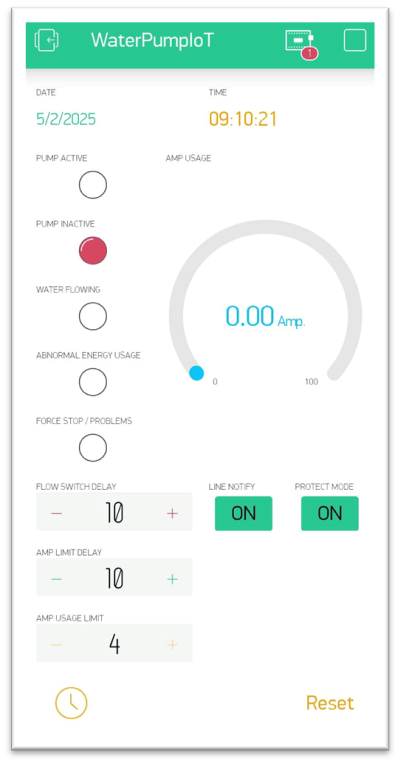 WaterPumpIoT
1
DATE
TIME
5/2/2025
09:10:21
PUMP ACTIVE
AMP USAGE
PUMP INACTIVE
WATER FLOWING
0.00 Amp.
ABNORMAL ENERGY USAGE
0
100
FORCE STOP / PROBLEMS
FLOW SWITCH DELAY
LINE NOTIFY
PROTECT MODE
− 10 +
ON
ON
AMP LIMIT DELAY
− 10 +
AMP USAGE LIMIT
− 4 +
Reset